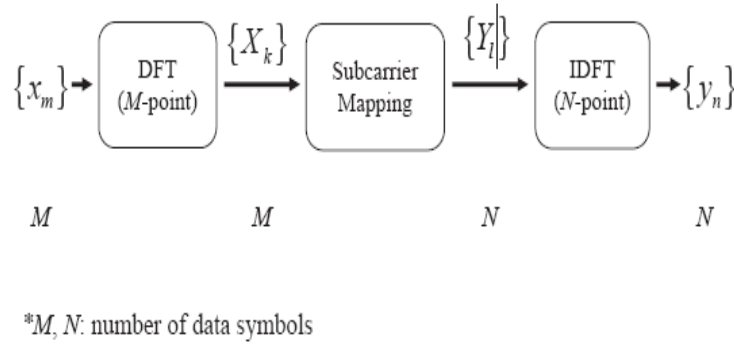 {x_m} DFT (M-point) {X_k} Subcarrier Mapping {Y_l} IDFT (N-point) {y_n}
M M N N
*M, N: number of data symbols